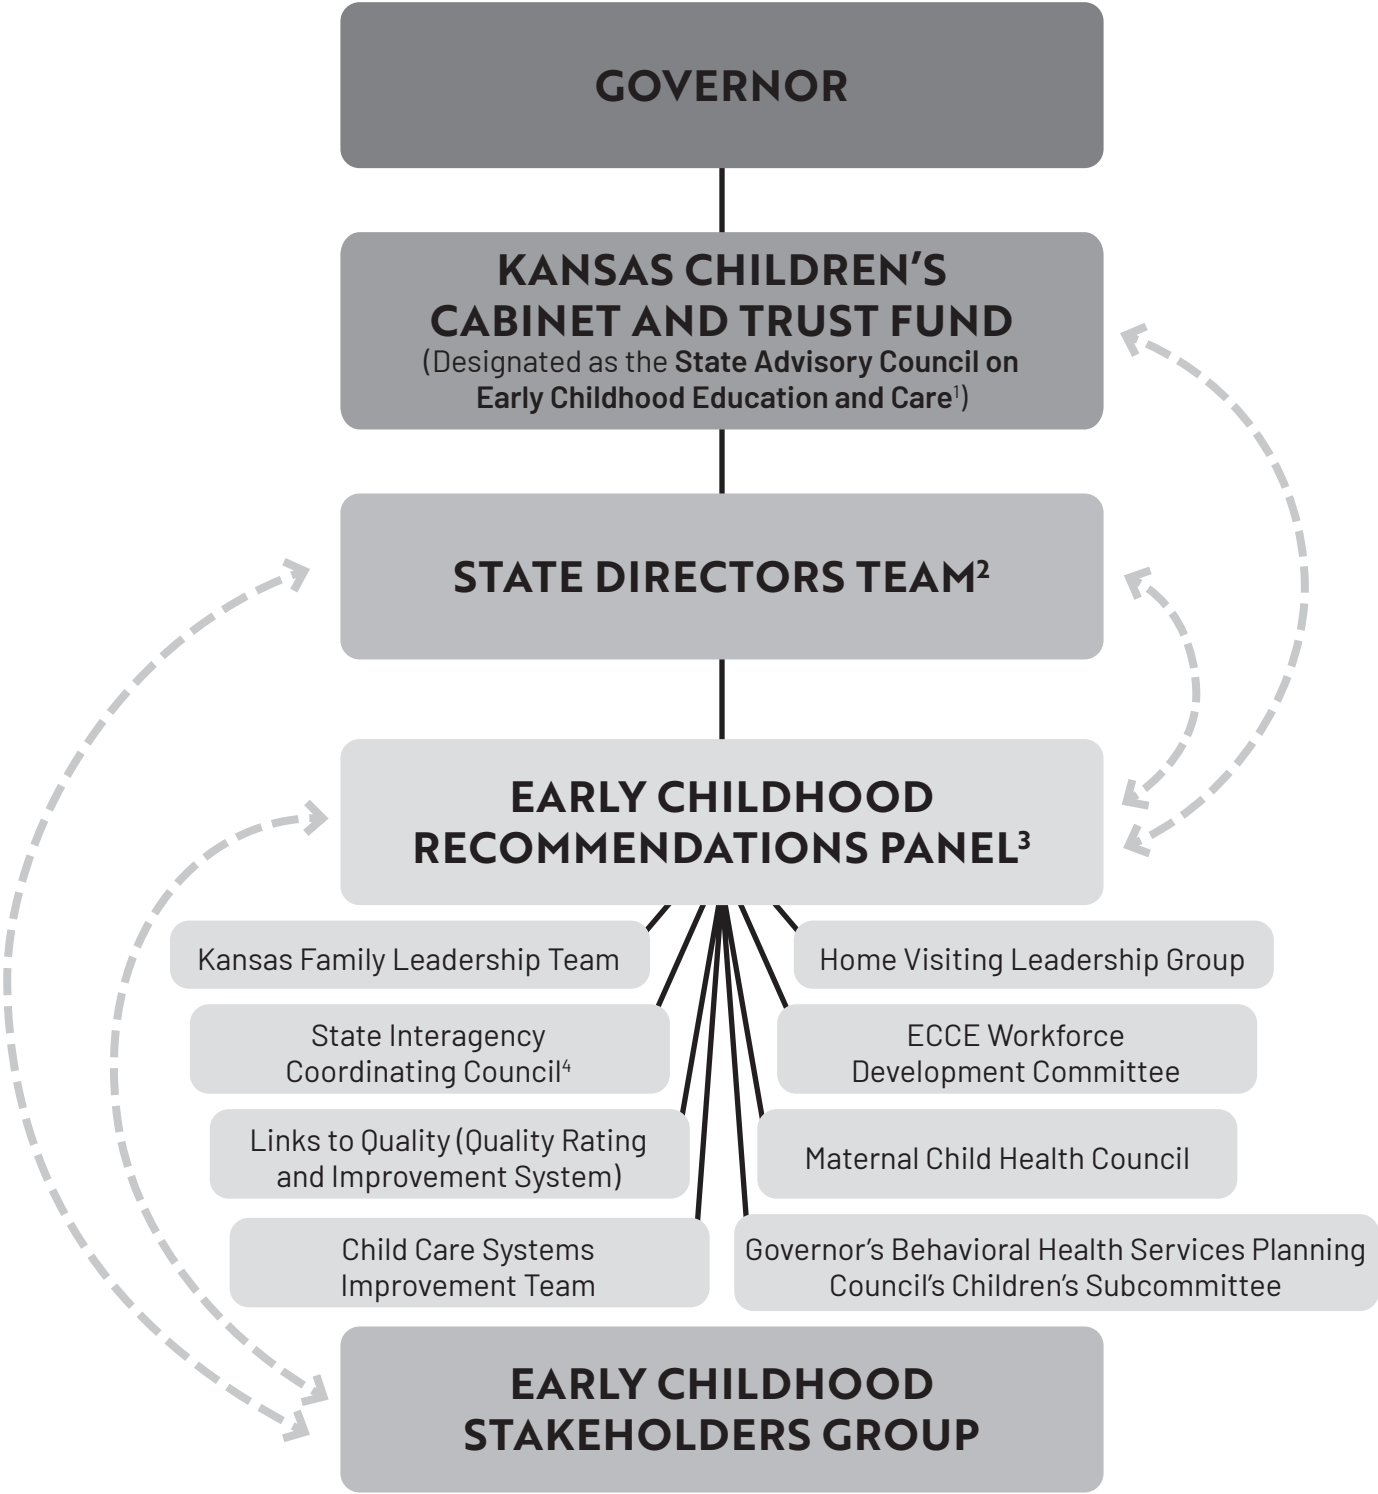 GOVERNOR
KANSAS CHILDREN’S
CABINET AND TRUST FUND
(Designated as the State Advisory Council on
Early Childhood Education and Care¹)
STATE DIRECTORS TEAM²
EARLY CHILDHOOD
RECOMMENDATIONS PANEL³
Kansas Family Leadership Team
Home Visiting Leadership Group
State Interagency
Coordinating Council⁴
ECCE Workforce
Development Committee
Links to Quality (Quality Rating
and Improvement System)
Maternal Child Health Council
Child Care Systems
Improvement Team
Governor’s Behavioral Health Services Planning
Council’s Children’s Subcommittee
EARLY CHILDHOOD
STAKEHOLDERS GROUP